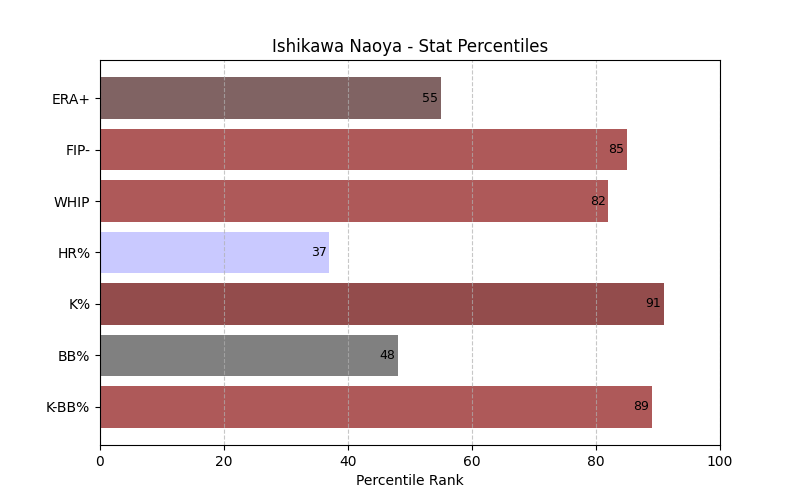 Ishikawa Naoya - Stat Percentiles
ERA+ 55
FIP- 85
WHIP 82
HR% 37
K% 91
BB% 48
K-BB% 89
0 20 40 60 80 100
Percentile Rank